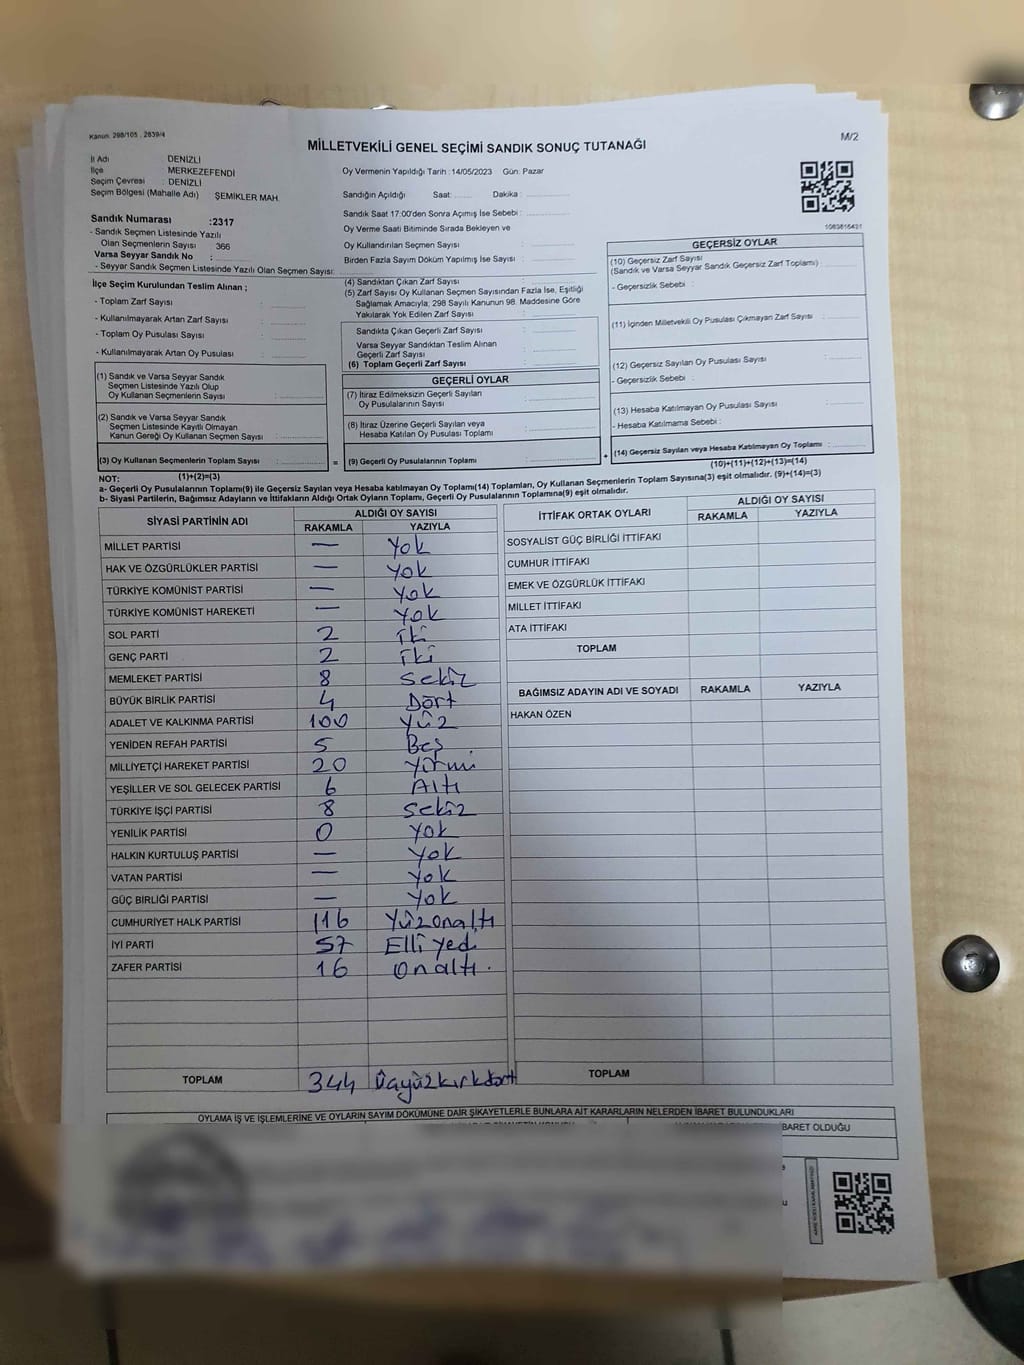 Kanun: 298/105 , 2839/4
MİLLETVEKİLİ GENEL SEÇİMİ SANDIK SONUÇ TUTANAĞI
M/2
İl Adı DENİZLİ
İlçe MERKEZEFENDİ
Seçim Çevresi : DENİZLİ
Seçim Bölgesi (Mahalle Adı) ŞEMİKLER MAH.
Sandık Numarası :2317
- Sandık Seçmen Listesinde Yazılı
Olan Seçmenlerin Sayısı 366
Varsa Seyyar Sandık No :
- Seyyar Sandık Seçmen Listesinde Yazılı Olan Seçmen Sayısı:
Oy Vermenin Yapıldığı Tarih : 14/05/2023 Gün: Pazar
Sandığın Açıldığı Saat: Dakika :
Sandık Saat 17:00'den Sonra Açımış İse Sebebi :
Oy Verme Saati Bitiminde Sırada Bekleyen ve
Oy Kullandırılan Seçmen Sayısı :
Birden Fazla Sayım Döküm Yapılmış İse Sayısı :
İlçe Seçim Kurulundan Teslim Alınan ;
- Toplam Zarf Sayısı :
- Kullanılmayarak Artan Zarf Sayısı :
- Toplam Oy Pusulası Sayısı :
- Kullanılmayarak Artan Oy Pusulası :
(1) Sandık ve Varsa Seyyar Sandık
Seçmen Listesinde Yazılı Olup
Oy Kullanan Seçmenlerin Sayısı :
(2) Sandık ve Varsa Seyyar Sandık
Seçmen Listesinde Kayıtlı Olmayan
Kanun Gereği Oy Kullanan Seçmen Sayısı :
(3) Oy Kullanan Seçmenlerin Toplam Sayısı :
(1)+(2)=(3)
(4) Sandıktan Çıkan Zarf Sayısı :
(5) Zarf Sayısı Oy Kullanan Seçmen Sayısından Fazla İse, Eşitliği
Sağlamak Amacıyla, 298 Sayılı Kanunun 98. Maddesine Göre
Yakılarak Yok Edilen Zarf Sayısı :
Sandıkta Çıkan Geçerli Zarf Sayısı :
Varsa Seyyar Sandıktan Teslim Alınan
Geçerli Zarf Sayısı :
(6) Toplam Geçerli Zarf Sayısı :
GEÇERLİ OYLAR
(7) İtiraz Edilmeksizin Geçerli Sayılan
Oy Pusulalarının Sayısı :
(8) İtiraz Üzerine Geçerli Sayılan veya
Hesaba Katılan Oy Pusulası Toplamı :
= (9) Geçerli Oy Pusulalarının Toplamı :
GEÇERSİZ OYLAR
(10) Geçersiz Zarf Sayısı
(Sandık ve Varsa Seyyar Sandık Geçersiz Zarf Toplamı) :
- Geçersizlik Sebebi :
(11) İçinden Milletvekili Oy Pusulası Çıkmayan Zarf Sayısı :
(12) Geçersiz Sayılan Oy Pusulası Sayısı :
- Geçersizlik Sebebi :
(13) Hesaba Katılmayan Oy Pusulası Sayısı :
- Hesaba Katılmama Sebebi :
+ (14) Geçersiz Sayılan veya Hesaba Katılmayan Oy Toplamı :
(10)+(11)+(12)+(13)=(14)
NOT:
a- Geçerli Oy Pusulalarının Toplamı(9) ile Geçersiz Sayılan veya Hesaba Katılmayan Oy Toplamı(14) Toplamları, Oy Kullanan Seçmenlerin Toplam Sayısına(3) eşit olmalıdır. (9)+(14)=(3)
b- Siyasi Partilerin, Bağımsız Adayların ve İttifakların Aldığı Ortak Oyların Toplamı, Geçerli Oy Pusulalarının Toplamına(9) eşit olmalıdır.
SİYASİ PARTİNİN ADI ALDIĞI OY SAYISI
RAKAMLA YAZIYLA
MİLLET PARTİSİ — Yok
HAK VE ÖZGÜRLÜKLER PARTİSİ — Yok
TÜRKİYE KOMÜNİST PARTİSİ — Yok
TÜRKİYE KOMÜNİST HAREKETİ — Yok
SOL PARTİ 2 iki
GENÇ PARTİ 2 iki
MEMLEKET PARTİSİ 8 Sekiz
BÜYÜK BİRLİK PARTİSİ 4 Dört
ADALET VE KALKINMA PARTİSİ 100 Yüz
YENİDEN REFAH PARTİSİ 5 Beş
MİLLİYETÇİ HAREKET PARTİSİ 20 Yirmi
YEŞİLLER VE SOL GELECEK PARTİSİ 6 Altı
TÜRKİYE İŞÇİ PARTİSİ 8 Sekiz
YENİLİK PARTİSİ 0 Yok
HALKIN KURTULUŞ PARTİSİ — Yok
VATAN PARTİSİ — Yok
GÜÇ BİRLİĞİ PARTİSİ — Yok
CUMHURİYET HALK PARTİSİ 116 Yüzonaltı
İYİ PARTİ 57 Elli yedi
ZAFER PARTİSİ 16 Onaltı.
TOPLAM 344 Üçyüzkırkdört
İTTİFAK ORTAK OYLARI ALDIĞI OY SAYISI
RAKAMLA YAZIYLA
SOSYALİST GÜÇ BİRLİĞİ İTTİFAKI
CUMHUR İTTİFAKI
EMEK VE ÖZGÜRLÜK İTTİFAKI
MİLLET İTTİFAKI
ATA İTTİFAKI
TOPLAM
BAĞIMSIZ ADAYIN ADI VE SOYADI RAKAMLA YAZIYLA
HAKAN ÖZEN
TOPLAM
OYLAMA İŞ VE İŞLEMLERİNE VE OYLARIN SAYIM DÖKÜMÜNE DAİR ŞİKAYETLERLE BUNLARA AİT KARARLARIN NELERDEN İBARET BULUNDUKLARI
BARET OLDUĞU